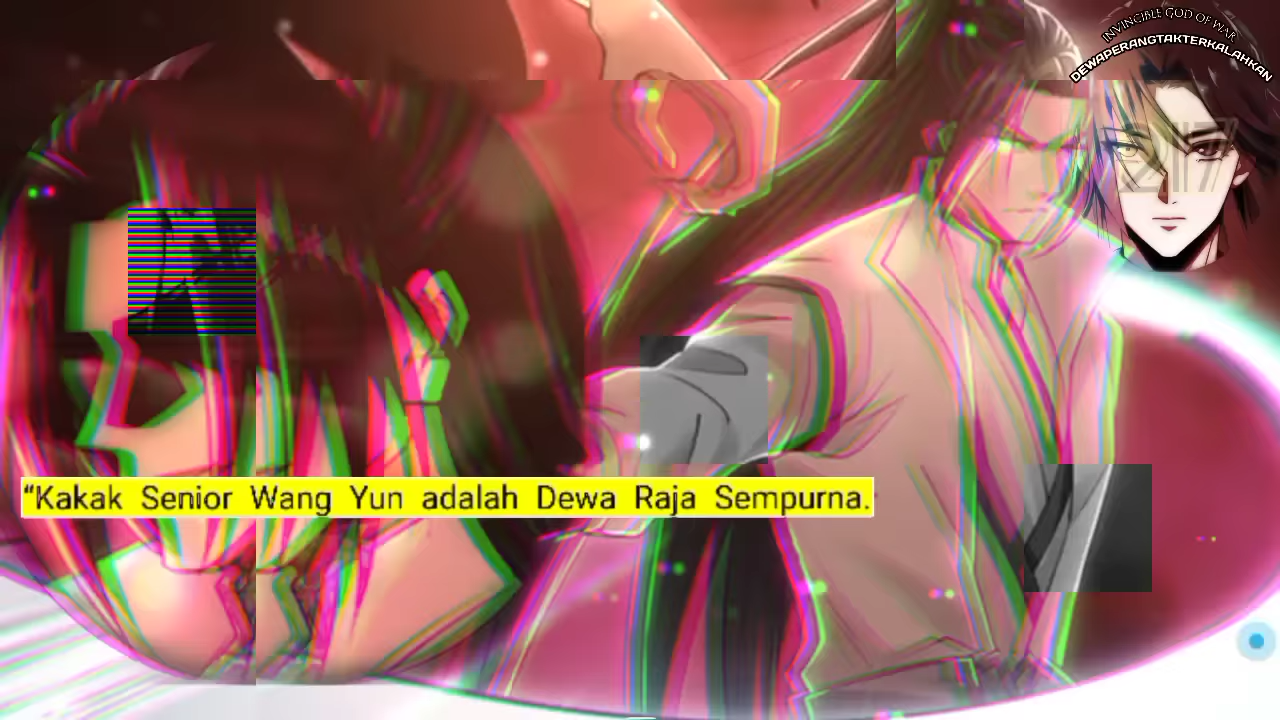 INVINCIBLE GOD OF WAR
DEWAPERANGTAKTERKALAHKAN
“Kakak Senior Wang Yun adalah Dewa Raja Sempurna.